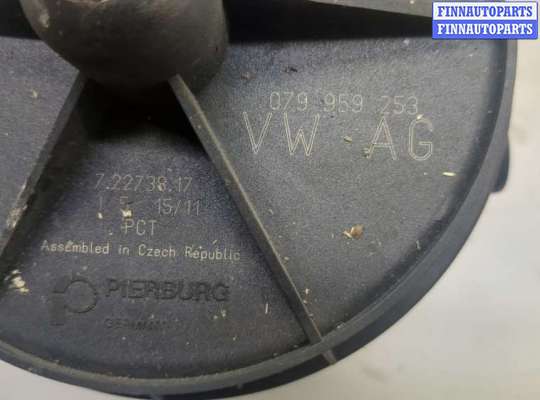 FINNAUTOPARTS
FINNAUTOPARTS
079 959 253
VW AG
7.22738.17
15/11
PCT
Assembled in Czech Republic
PIERBURG
GERMANY